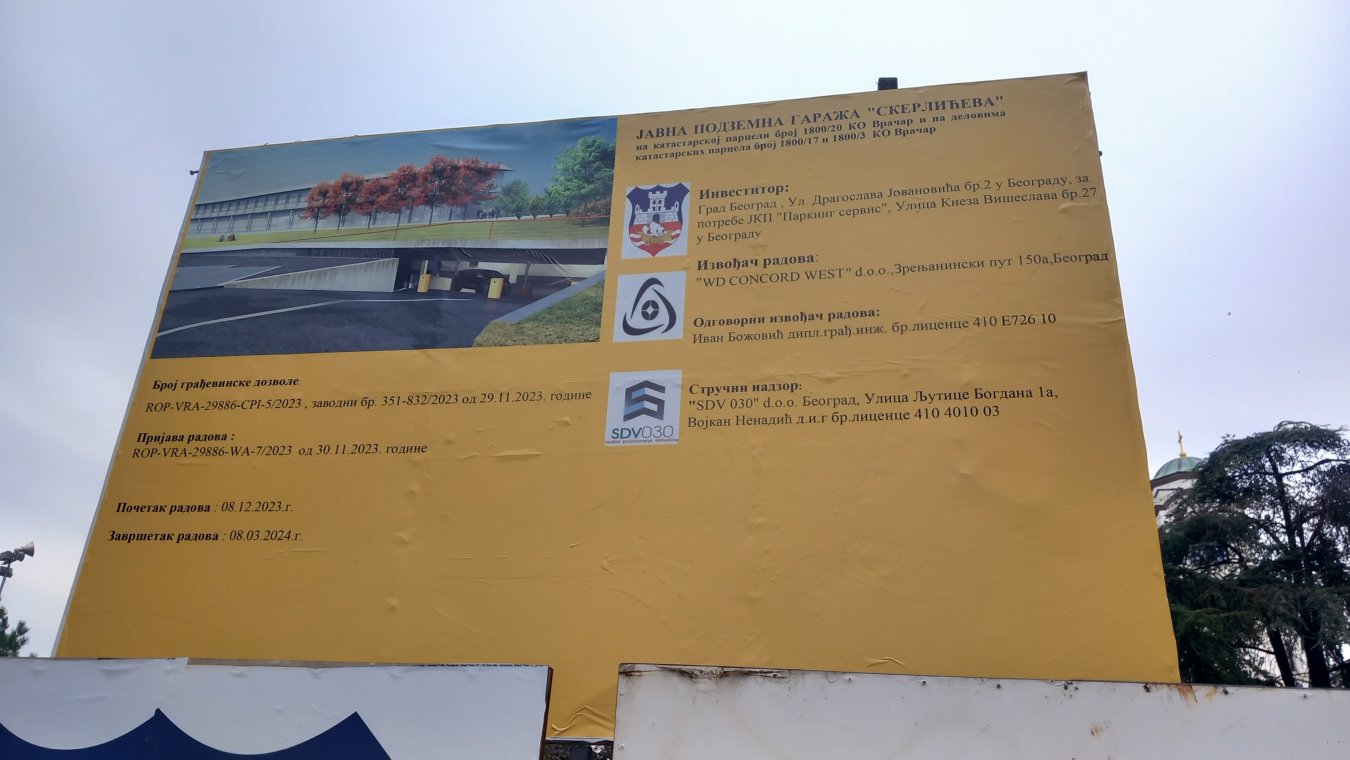 ЈАВНА ПОДЗЕМНА ГАРАЖА "СКЕРЛИЋЕВА"
на катастарској парцели број 1800/20 КО Врачар и на деловима
катастарских парцела број 1800/17 и 1800/3 КО Врачар
Инвеститор:
Град Београд , Ул. Драгослава Јовановића бр.2 у Београду, за
потребе ЈКП "Паркинг сервис", Улица Кнеза Вишеслава бр.27
у Београду
Извођач радова:
"WD CONCORD WEST" d.o.o.,Зрењанински пут 150а,Београд
Одговорни извођач радова:
Иван Божовић дипл.грађ.инж. бр.лиценце 410 Е726 10
Стручни надзор:
"SDV 030" d.o.o. Београд, Улица Љутице Богдана 1а,
Војкан Ненадић д.и.г бр.лиценце 410 4010 03
SDV030
Број грађевинске дозволе:
ROP-VRA-29886-CPI-5/2023 , заводни бр. 351-832/2023 од 29.11.2023. године
Пријава радова :
ROP-VRA-29886-WA-7/2023 од 30.11.2023. године
Почетак радова : 08.12.2023.г.
Завршетак радова : 08.03.2024.г.